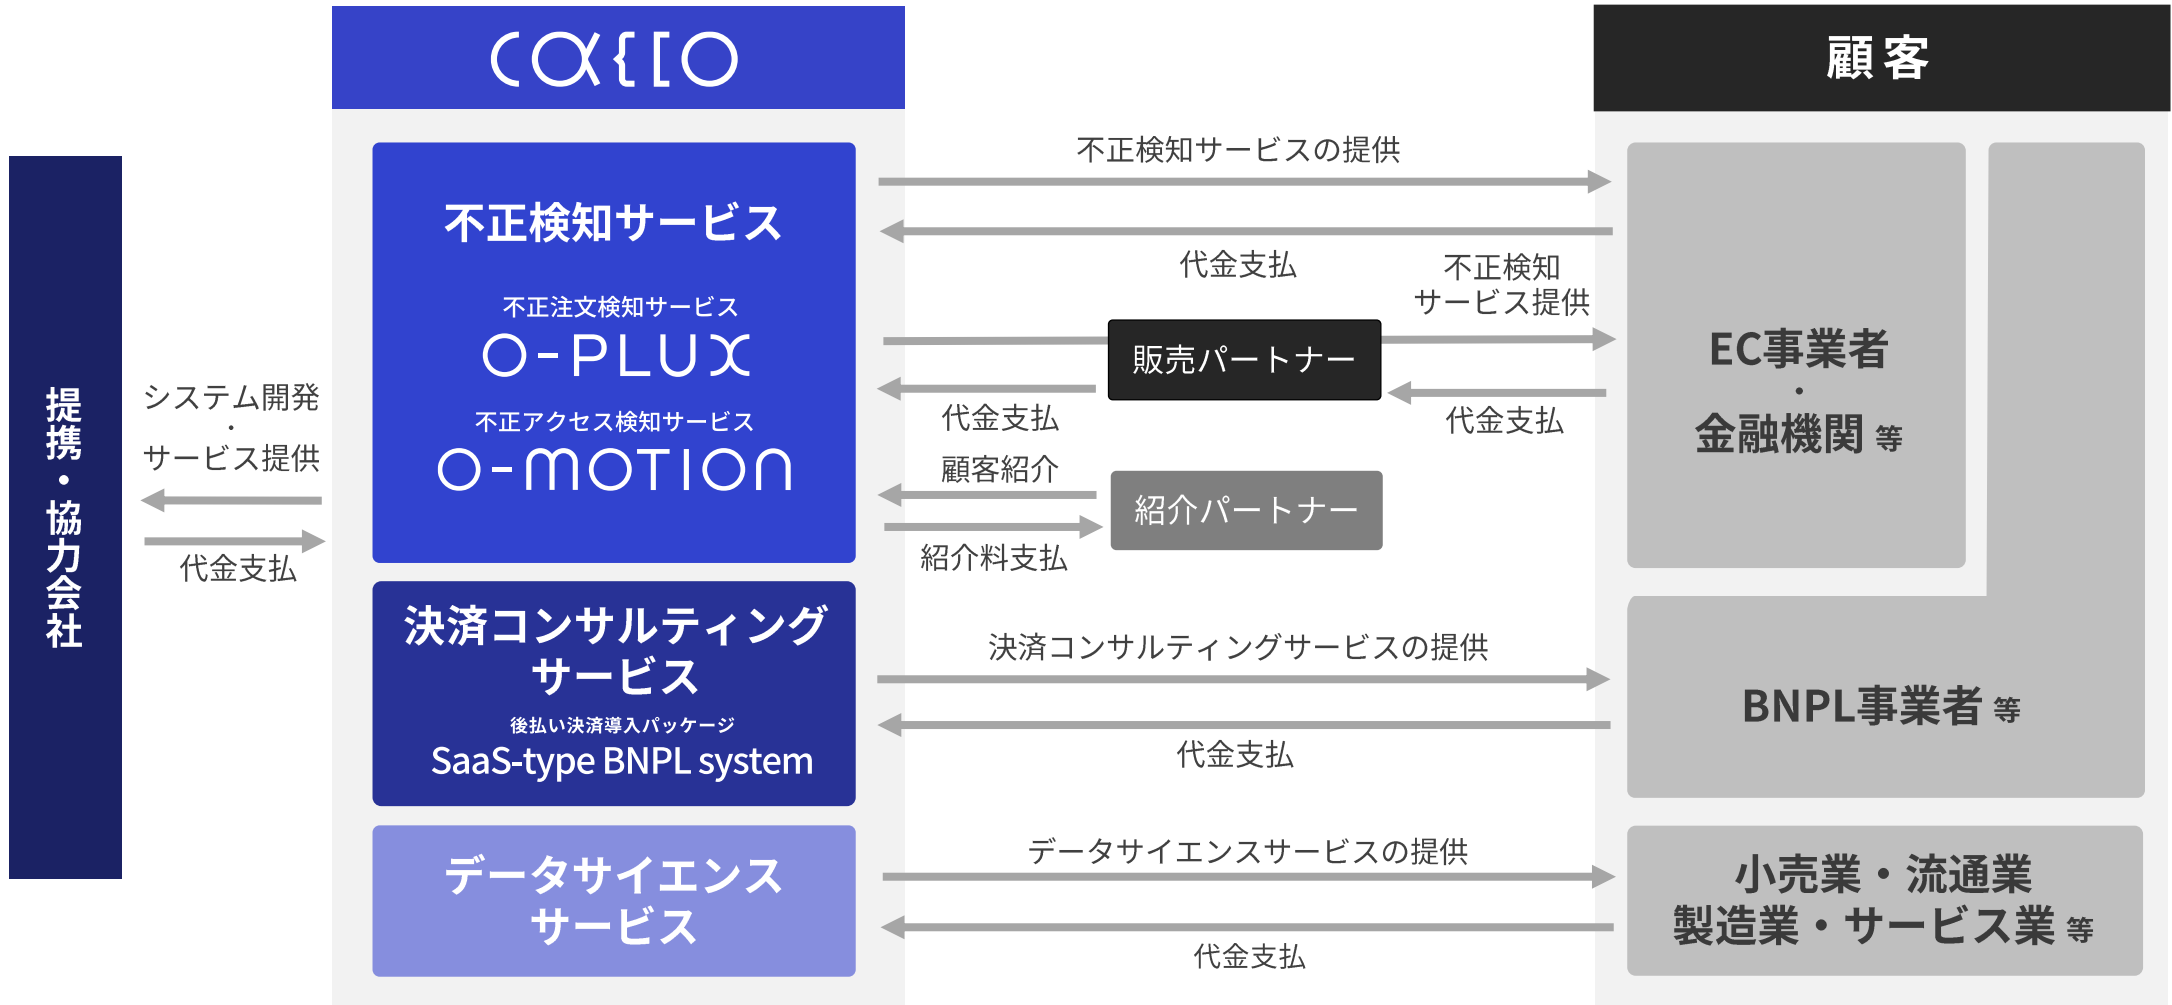 cacco
顧客
提携・協力会社
システム開発
・
サービス提供
代金支払
不正検知サービス
不正注文検知サービス
O-PLUX
不正アクセス検知サービス
O-MOTION
決済コンサルティング
サービス
後払い決済導入パッケージ
SaaS-type BNPL system
データサイエンス
サービス
不正検知サービスの提供
代金支払
不正検知
サービス提供
販売パートナー
代金支払
代金支払
顧客紹介
紹介パートナー
紹介料支払
決済コンサルティングサービスの提供
代金支払
データサイエンスサービスの提供
代金支払
EC事業者
・
金融機関 等
BNPL事業者 等
小売業・流通業
製造業・サービス業 等